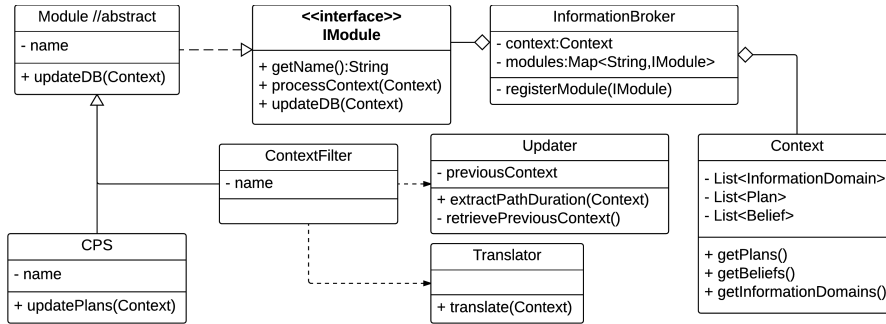 Module //abstract
- name
+ updateDB(Context)
<<interface>>
IModule
+ getName():String
+ processContext(Context)
+ updateDB(Context)
InformationBroker
- context:Context
- modules:Map<String,IModule>
- registerModule(IModule)
ContextFilter
- name
Updater
- previousContext
+ extractPathDuration(Context)
- retrievePreviousContext()
Context
- List<InformationDomain>
- List<Plan>
- List<Belief>
+ getPlans()
+ getBeliefs()
+ getInformationDomains()
CPS
- name
+ updatePlans(Context)
Translator
+ translate(Context)